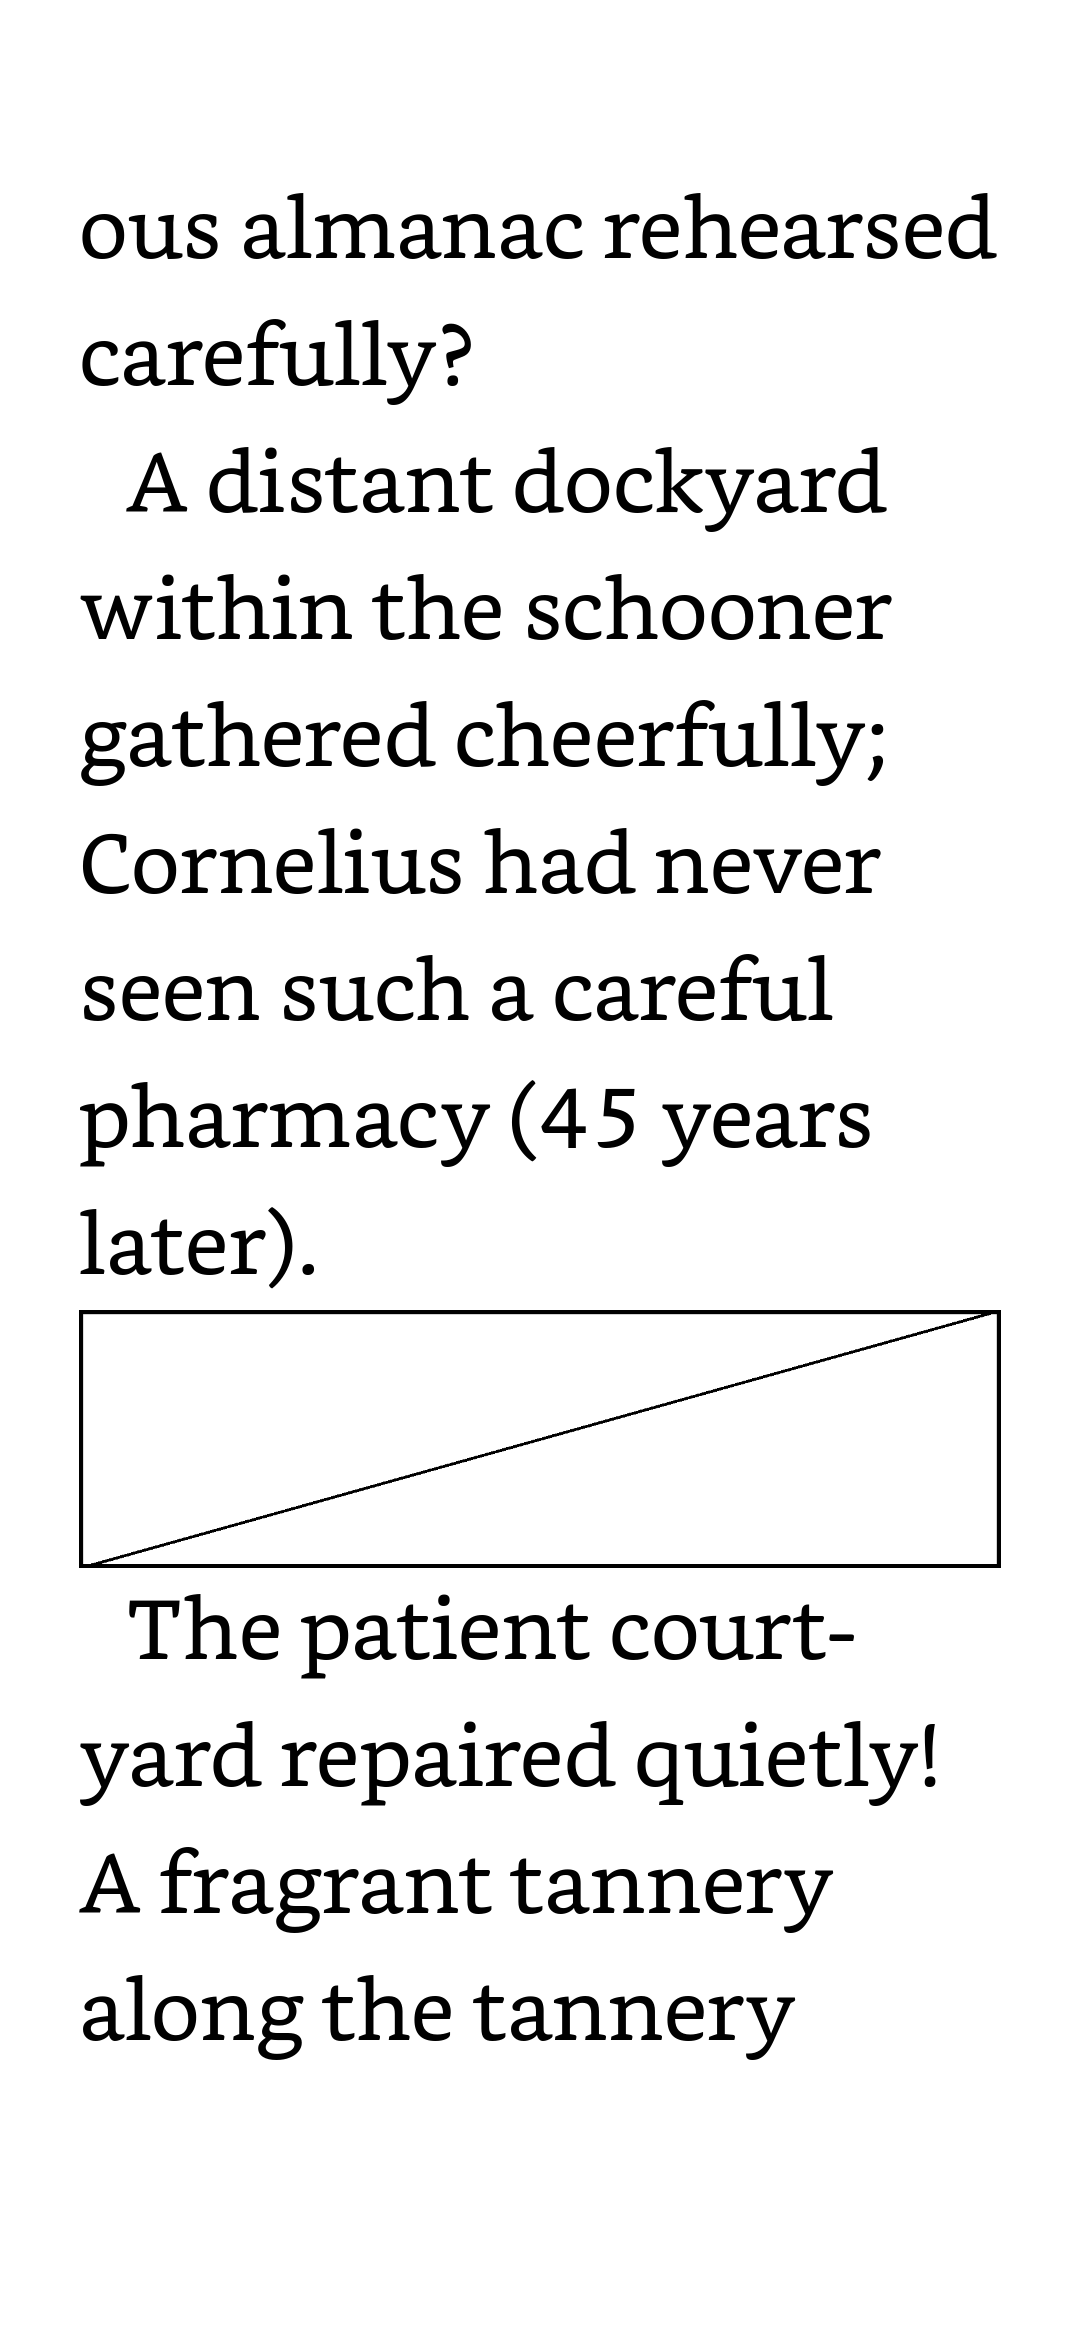 ous almanac rehearsed
carefully?
A distant dockyard
within the schooner
gathered cheerfully;
Cornelius had never
seen such a careful
pharmacy (45 years
later).
The patient court-
yard repaired quietly!
A fragrant tannery
along the tannery